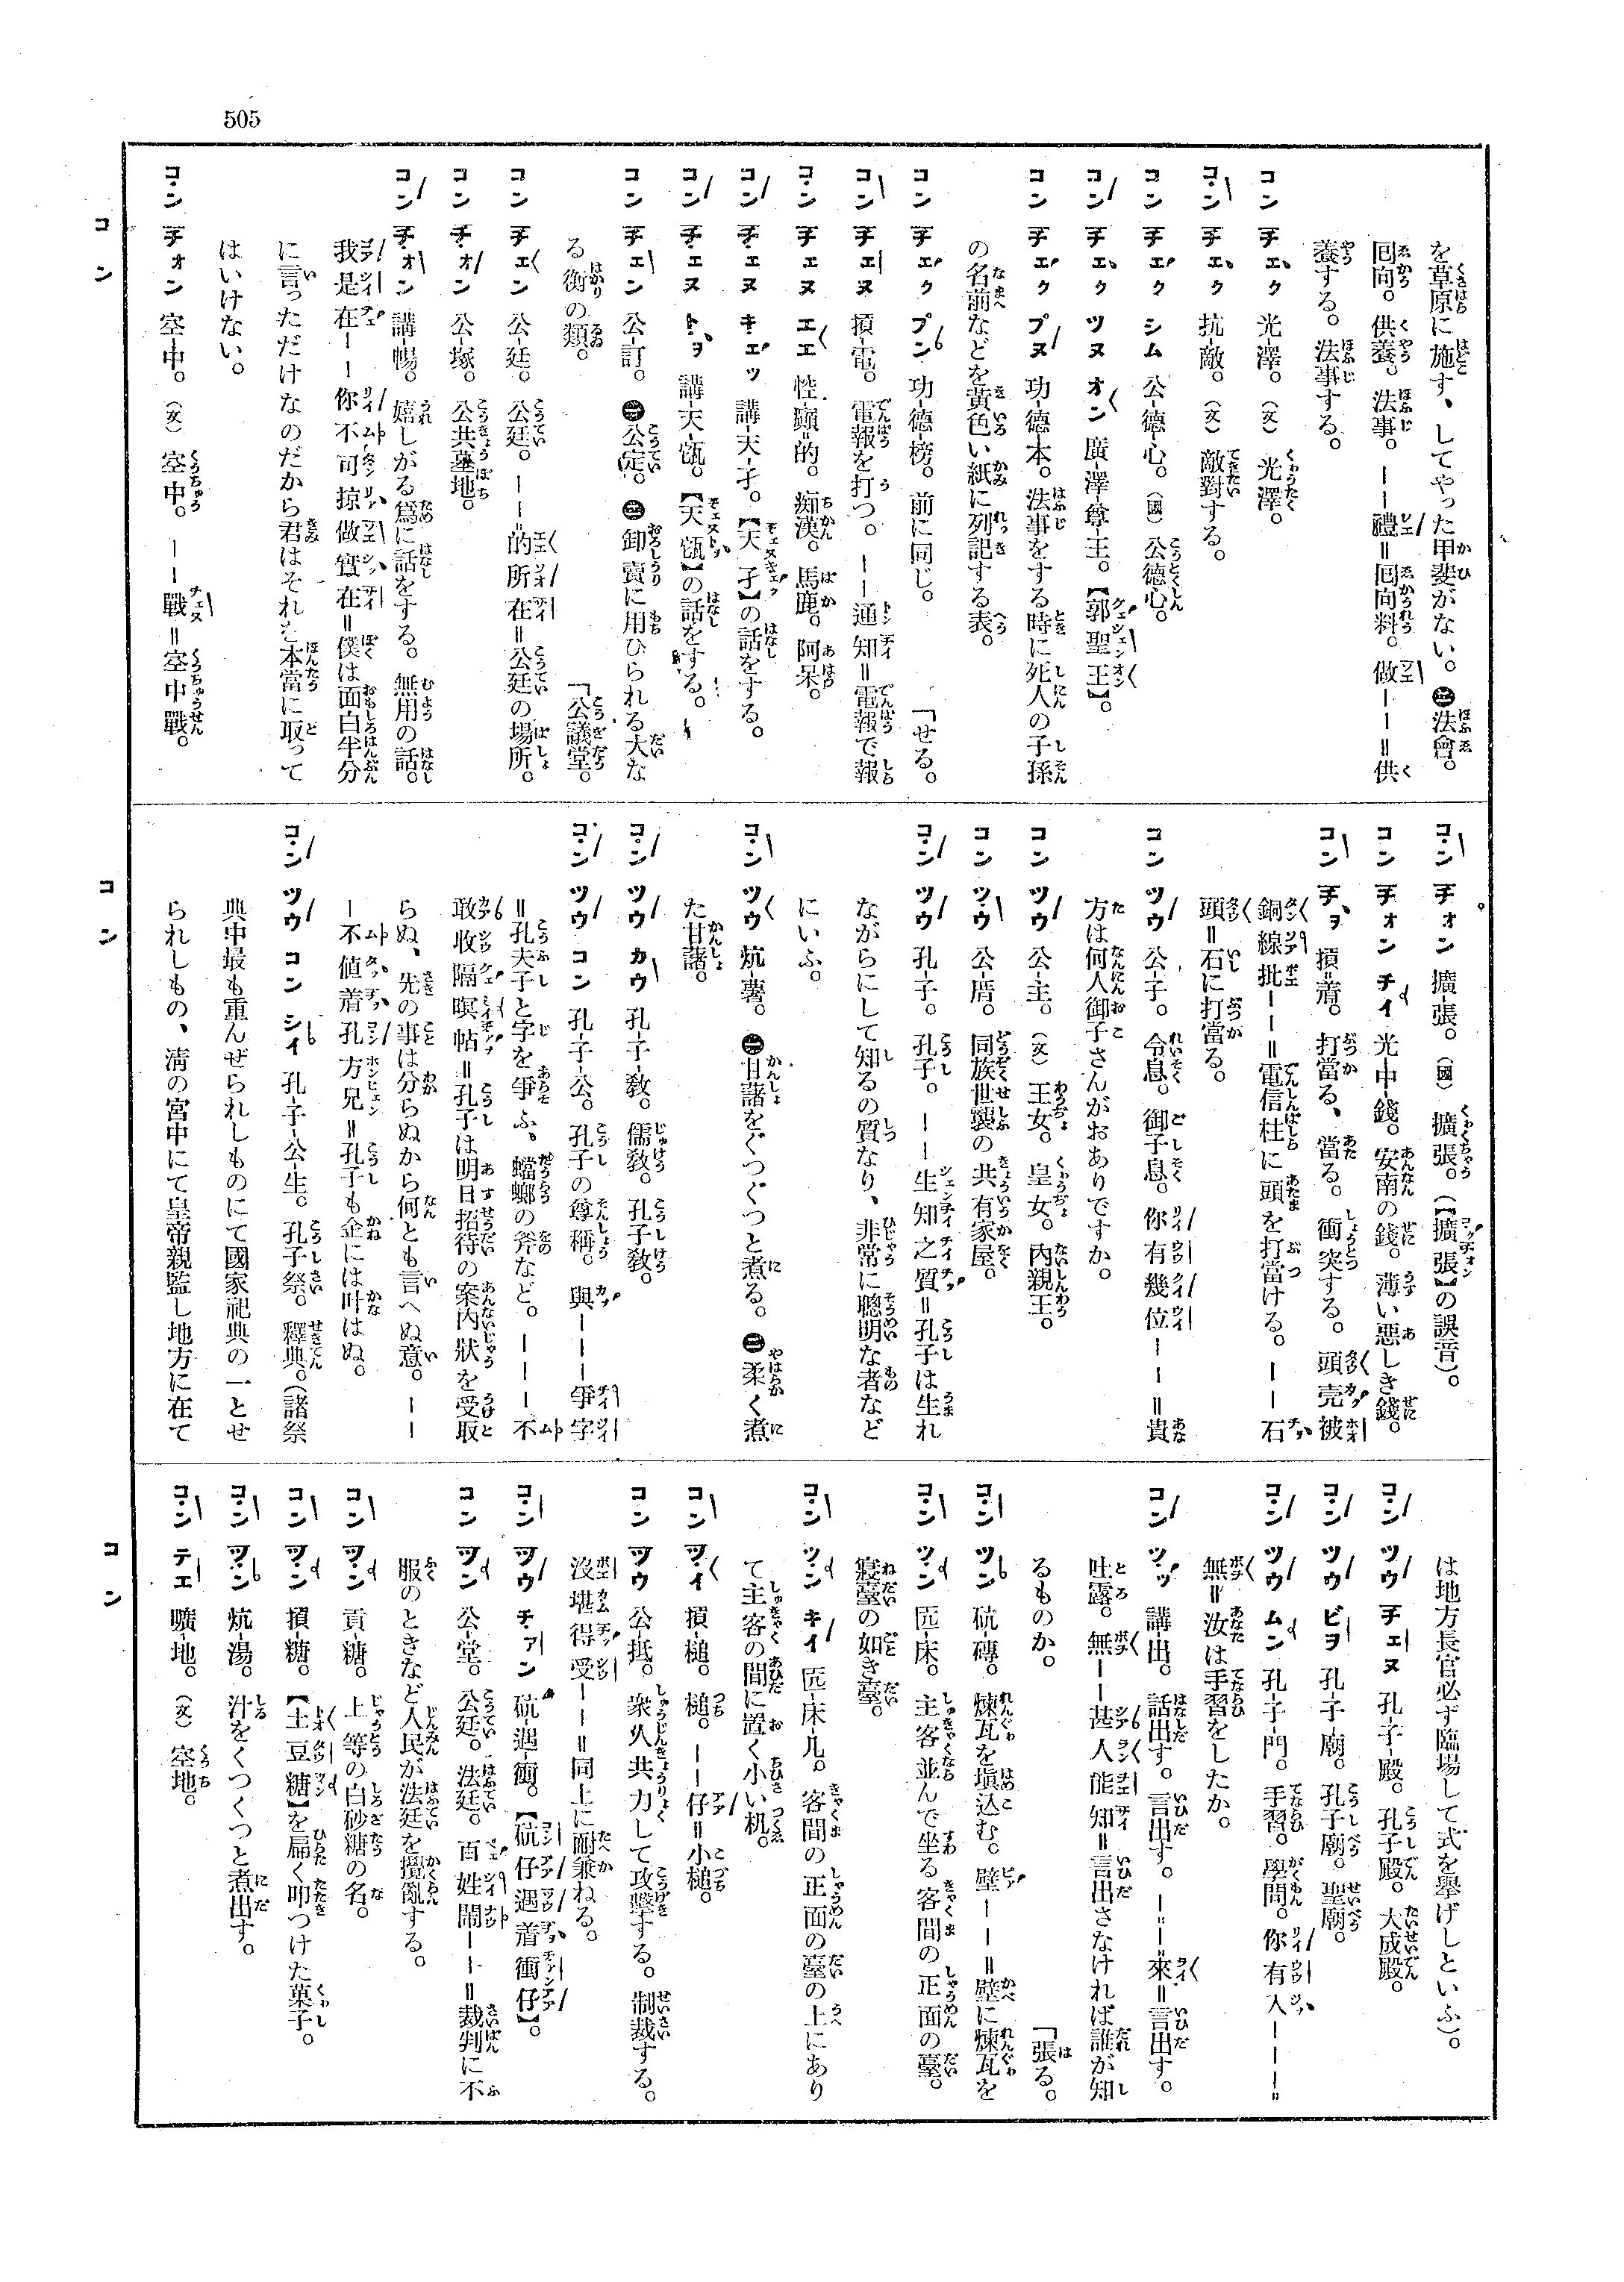 505
を草原に施す、してやった甲斐がない。㊁法會。
囘向。供養。法事。――禮＝囘向料。做――＝供
養する。法事する。
コン チェク 光-澤。（文）光澤。
コン チェク 抗-敵。（文）敵對する。
コン チェク シム 公-德-心。（國）公德心。
コン チェク ツヌ オン 廣-澤-尊-王。【郭聖王】。
コン チェク プヌ 功-德-本。法事をする時に死人の子孫
の名前などを黃色い紙に列記する表。
コン チェク プン 功-德-榜。前に同じ。
コン チェヌ 摃-電。電報を打つ。――通知＝電報で報
「せる。
コン チェヌ エエ 悾-癲＝的。痴漢。馬鹿。阿呆。
コン チェヌ キェッ 講-天-孑。【天孑】の話をする。
コン チェヌ ト゚ヲ 講-天-𤭆。【天𤭆】の話をする。
コン チェン 公-訂。㊀公定。㊁卸賣に用ひられる大な
る衡の類。
コン チェン 公-廷。公廷。――＝的所在＝公廷の場所。
「公議堂。
コン チオン 公-塚。公共墓地。
コン チオン 講-暢。嬉しがる爲に話をする。無用の話。
我是在――你不可掠做實在＝僕は面白半分
に言っただけなのだから君はそれを本當に取って
はいけない。
コン チオン 空-中。（文）空中。――戰＝空中戰。
コン チオン 擴-張。（國）擴張。（【擴張】の誤音）。
コン チオン チイ 光-中-錢。安南の錢。薄い惡しき錢。
コン チヲ 摃=着。打當る、當る。衝突する。頭壳被
銅線批――＝電信柱に頭を打當ける。――石
頭＝石に打當る。
コン ツウ 公-子。令息。御子息。你有幾位――＝貴
方は何人御子さんがおありですか。
コン ツウ 公-主。（文）王女。皇女。內親王。
コン ツウ 公-厝。同族世襲の共有家屋。
コン ツウ 孔-子。孔子。――生知之質＝孔子は生れ
ながらにして知るの質なり、非常に聰明な者など
にいふ。
コン ツウ 炕-薯。㊀甘藷をぐつぐつと煮る。㊁柔く煮
た甘藷。
コン ツウ カウ 孔-子-敎。儒敎。孔子敎。
コン ツウ コン 孔-子-公。孔子の尊稱。與―――爭字
＝孔夫子と字を爭ふ、蟷螂の斧など。―――不
敢收隔暝帖＝孔子は明日招待の案內狀を受取
らぬ、先の事は分らぬから何とも言へぬ意。――
―不値着孔方兄＝孔子も金には叶はぬ。
コン ツウ コン シイ 孔-子-公-生。孔子祭。釋典。（諸祭
典中最も重んぜられしものにて國家祀典の一とせ
られしもの、淸の宮中にて皇帝親監し地方に在て
は地方長官必ず臨場して式を擧げしといふ）。
コン ツウ チェヌ 孔-子-殿。孔子殿。大成殿。
コン ツウ ビヲ 孔-子-廟。孔子廟。聖廟。
コン ツウ ムン 孔-子-門。手習。學問。你有入―――＝
無＝汝は手習をしたか。
コン ツッ 講-出。話出す。言出す。―＝―＝來＝言出す。
吐露。無――甚人能知＝言出さなければ誰が知
るものか。
コン ツン 矼-磚。煉瓦を塡込む。壁――＝壁に煉瓦を
「張る。
コン ツン 匟-床。主客並んで坐る客間の正面の臺。
寢臺の如き臺。
コン ツン キイ 匟-床-几。客間の正面の臺の上にあり
て主客の間に置く小い机。
コン ツイ 摃-槌。槌。――仔＝小槌。
コン ツウ 公-抵。衆人共力して攻擊する。制裁する。
沒堪得受――＝同上に耐兼ねる。
コン ツウ チァン 矼-遇-衝。【矼仔遇着衝仔】。
コン ツン 公-堂。公廷。法廷。百姓鬧――＝裁判に不
服のときなど人民が法廷を攪亂する。
コン ツン 貢-糖。上等の白砂糖の名。
コン ツン 摃-糖。【土豆糖】を扁く叩つけた菓子。
コン ツン 炕-湯。汁をくつくつと煮出す。
コン テエ 曠-地。（文）空地。
コン
コン
コン